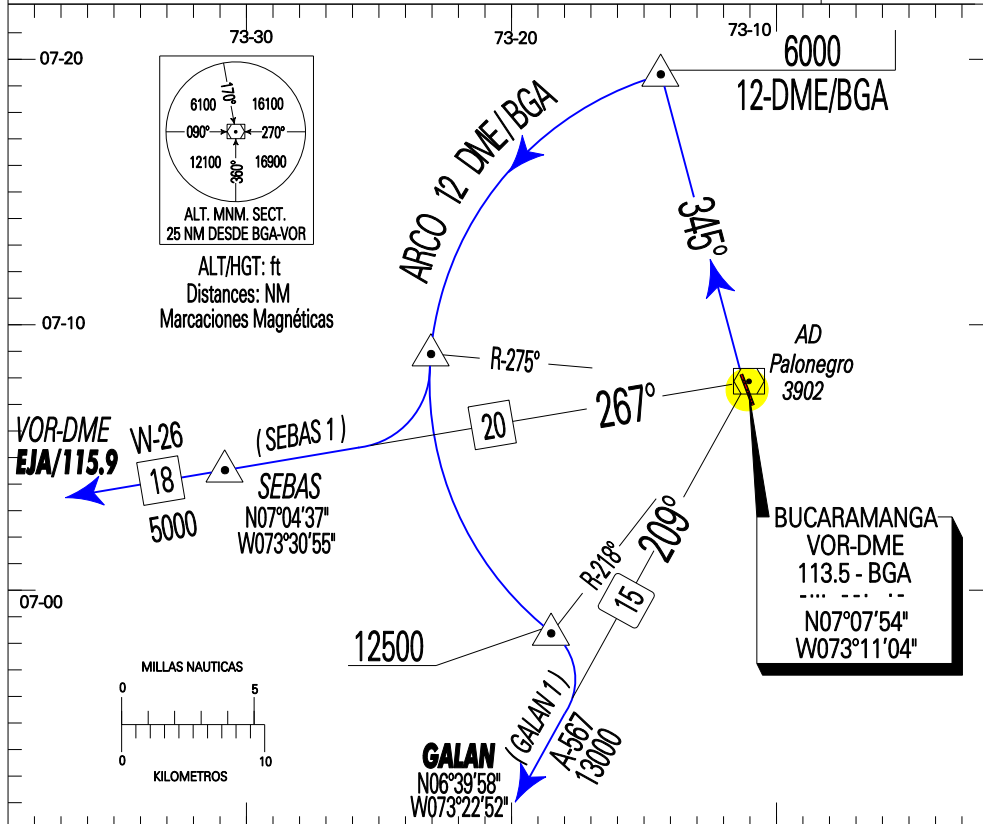 73-30
73-20
73-10
07-20
6000
12-DME/BGA
170°
6100
16100
090°
270°
12100
16900
360°
ALT. MNM. SECT.
25 NM DESDE BGA-VOR
ALT/HGT: ft
Distances: NM
Marcaciones Magnéticas
ARCO 12 DME/BGA
345°
07-10
AD
Palonegro
3902
R-275°
267°
20
( SEBAS 1 )
VOR-DME
EJA/115.9
W-26
18
5000
SEBAS
N07°04'37"
W073°30'55"
209°
R-218°
15
BUCARAMANGA
VOR-DME
113.5 - BGA
-··· --· ·-
N07°07'54"
W073°11'04"
07-00
12500
MILLAS NAUTICAS
0 5
0 10
KILOMETROS
( GALAN 1 )
A-567
13000
GALAN
N06°39'58"
W073°22'52"